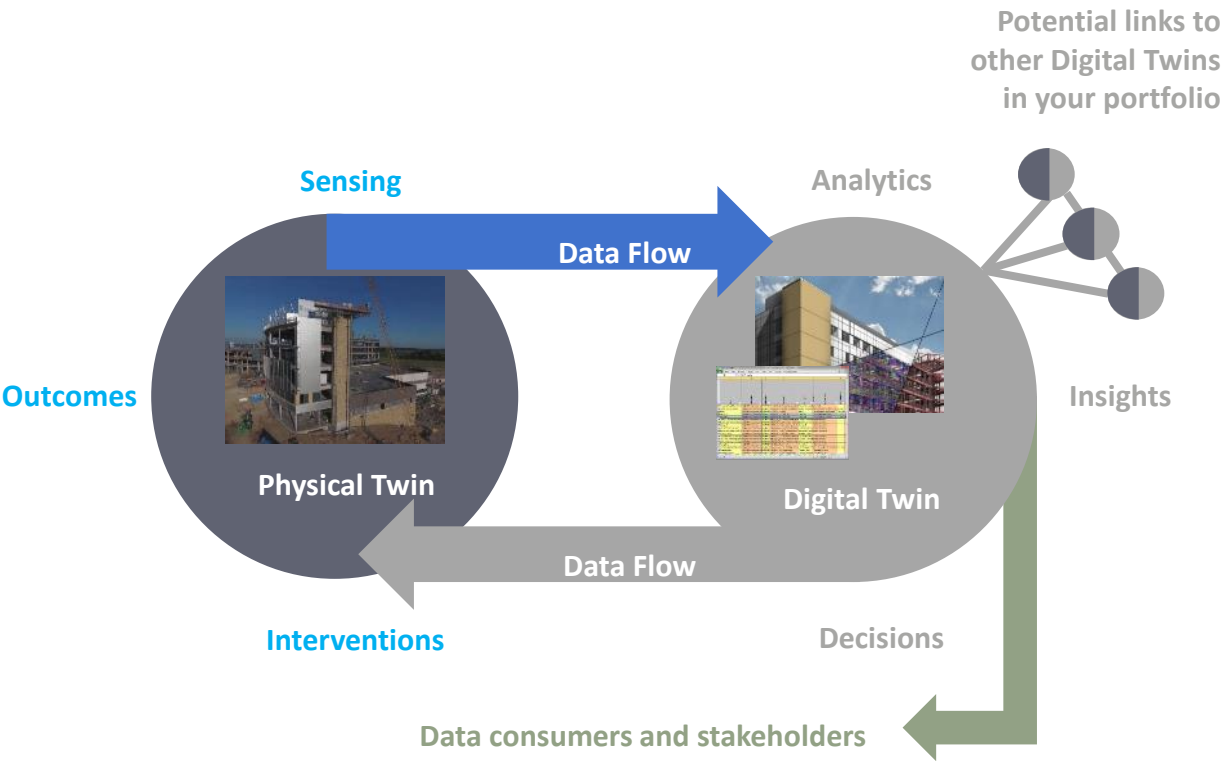 Potential links to
other Digital Twins
in your portfolio
Sensing
Analytics
Data Flow
Outcomes
Insights
Physical Twin
Digital Twin
Data Flow
Interventions
Decisions
Data consumers and stakeholders